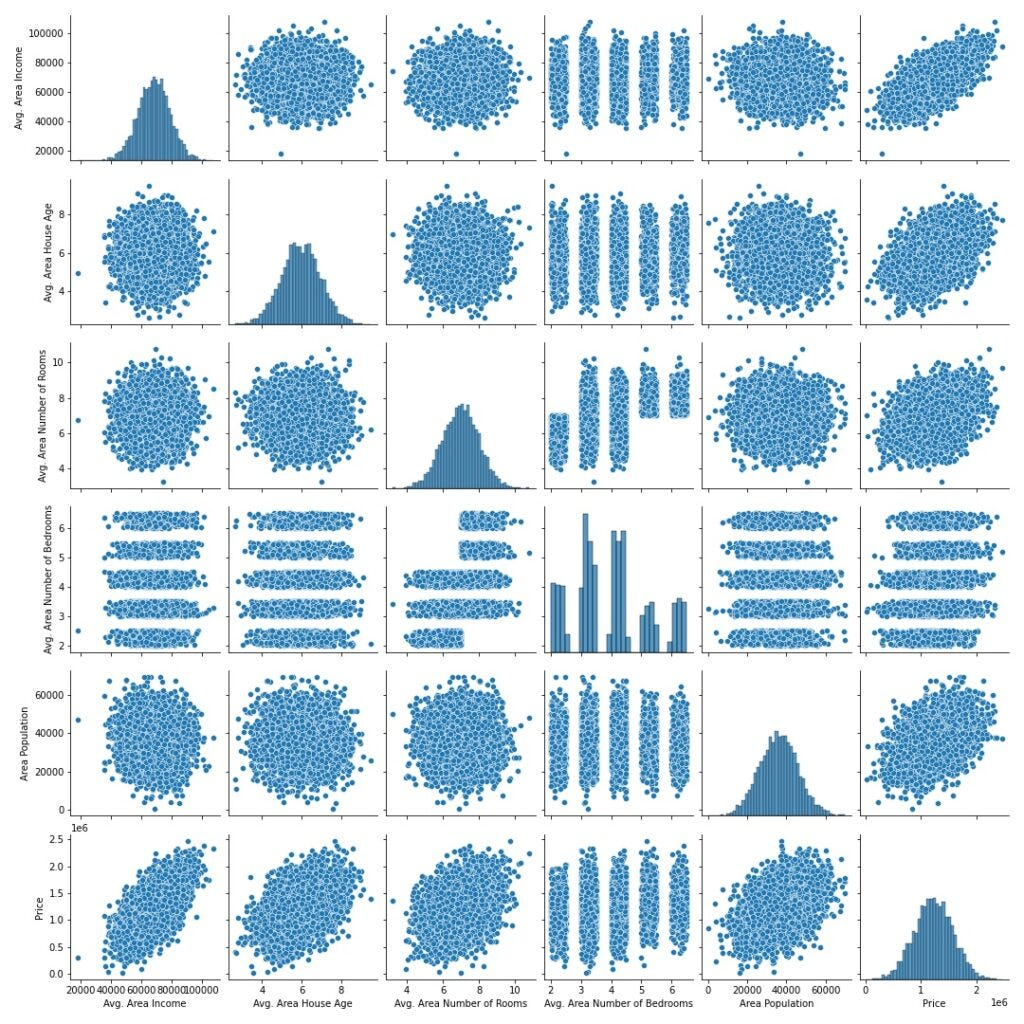 100000
80000
60000
40000
20000
Avg. Area Income
8
6
4
Avg. Area House Age
10
8
6
4
Avg. Area Number of Rooms
6
5
4
3
2
Avg. Area Number of Bedrooms
60000
40000
20000
0
Area Population
1e6
2.5
2.0
1.5
1.0
0.5
0.0
Price
20000 40000 60000 80000 100000
Avg. Area Income
4 6 8
Avg. Area House Age
4 6 8 10
Avg. Area Number of Rooms
2 3 4 5 6
Avg. Area Number of Bedrooms
0 20000 40000 60000
Area Population
0 1 2
Price
1e6